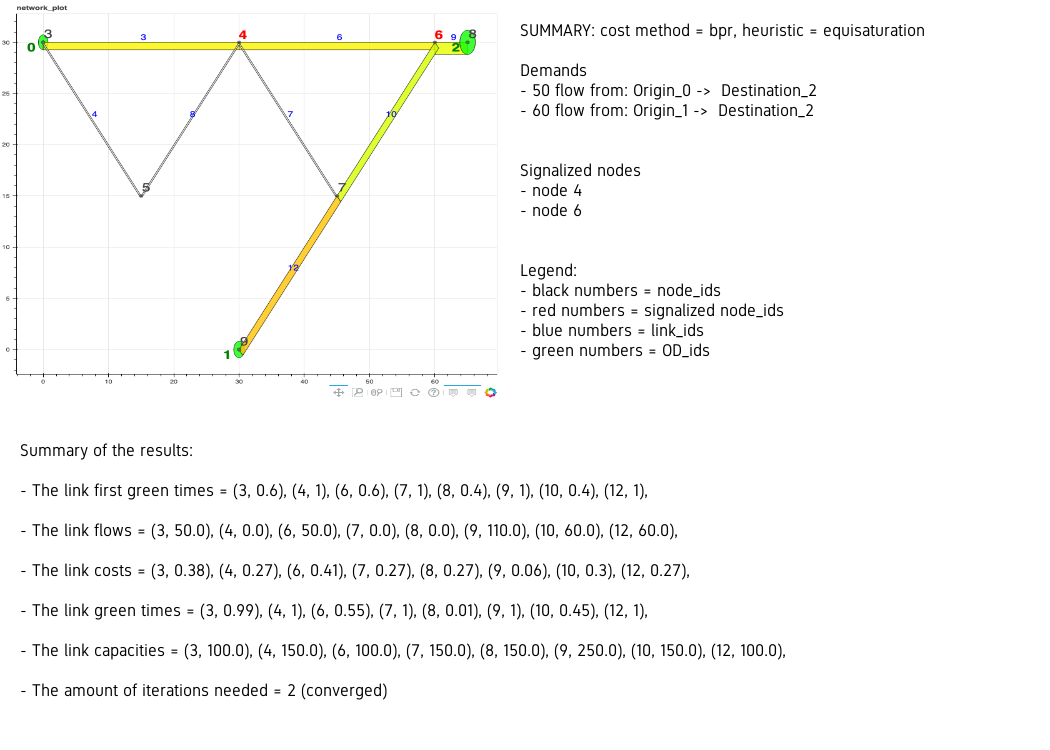 network_plot
3
3
4
6
6
9
8
0
2
30
4
8
7
10
25
20
5
7
15
10
12
5
9
1
0
0
10
20
30
40
50
60
SUMMARY: cost method = bpr, heuristic = equisaturation
Demands
- 50 flow from: Origin_0 -> Destination_2
- 60 flow from: Origin_1 -> Destination_2
Signalized nodes
- node 4
- node 6
Legend:
- black numbers = node_ids
- red numbers = signalized node_ids
- blue numbers = link_ids
- green numbers = OD_ids
Summary of the results:
- The link first green times = (3, 0.6), (4, 1), (6, 0.6), (7, 1), (8, 0.4), (9, 1), (10, 0.4), (12, 1),
- The link flows = (3, 50.0), (4, 0.0), (6, 50.0), (7, 0.0), (8, 0.0), (9, 110.0), (10, 60.0), (12, 60.0),
- The link costs = (3, 0.38), (4, 0.27), (6, 0.41), (7, 0.27), (8, 0.27), (9, 0.06), (10, 0.3), (12, 0.27),
- The link green times = (3, 0.99), (4, 1), (6, 0.55), (7, 1), (8, 0.01), (9, 1), (10, 0.45), (12, 1),
- The link capacities = (3, 100.0), (4, 150.0), (6, 100.0), (7, 150.0), (8, 150.0), (9, 250.0), (10, 150.0), (12, 100.0),
- The amount of iterations needed = 2 (converged)